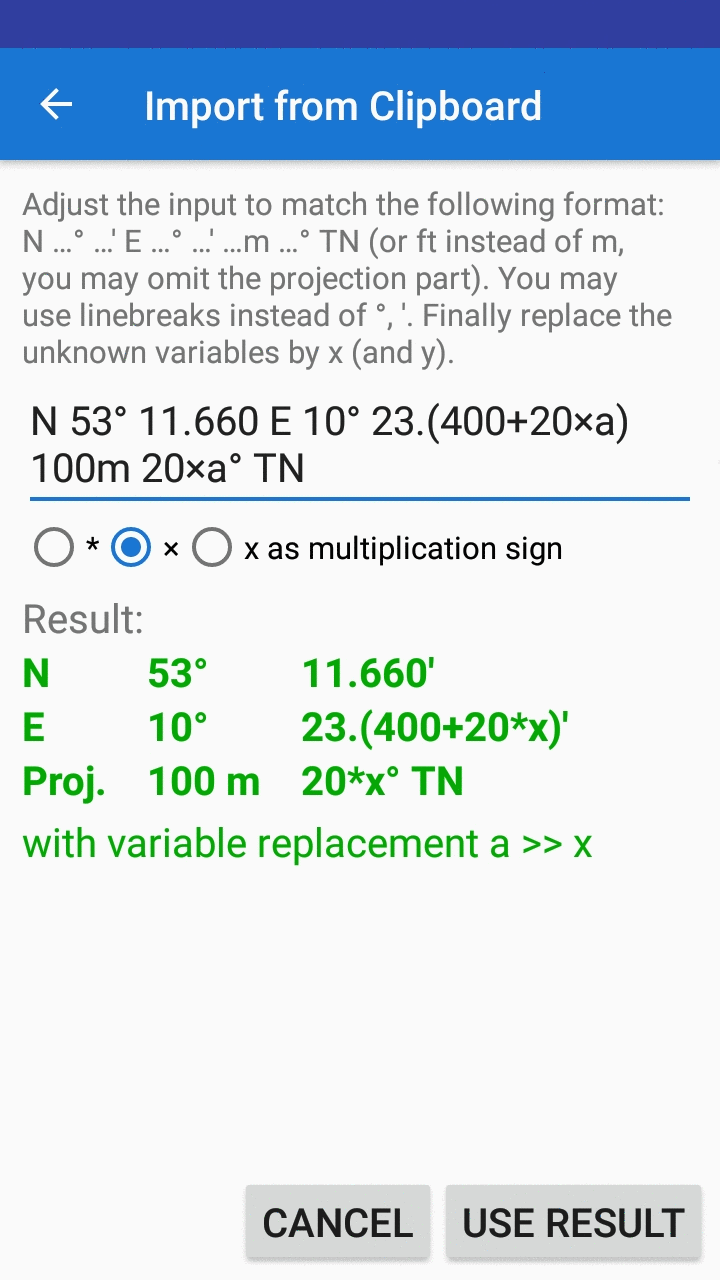 Import from Clipboard
Adjust the input to match the following format:
N ...° ...' E ...° ...' ...m ...° TN (or ft instead of m,
you may omit the projection part). You may
use linebreaks instead of °, '. Finally replace the
unknown variables by x (and y).
N 53° 11.660 E 10° 23.(400+20×a)
100m 20×a° TN
* × x as multiplication sign
Result:
N 53° 11.660'
E 10° 23.(400+20*x)'
Proj. 100 m 20*x° TN
with variable replacement a >> x
CANCEL USE RESULT